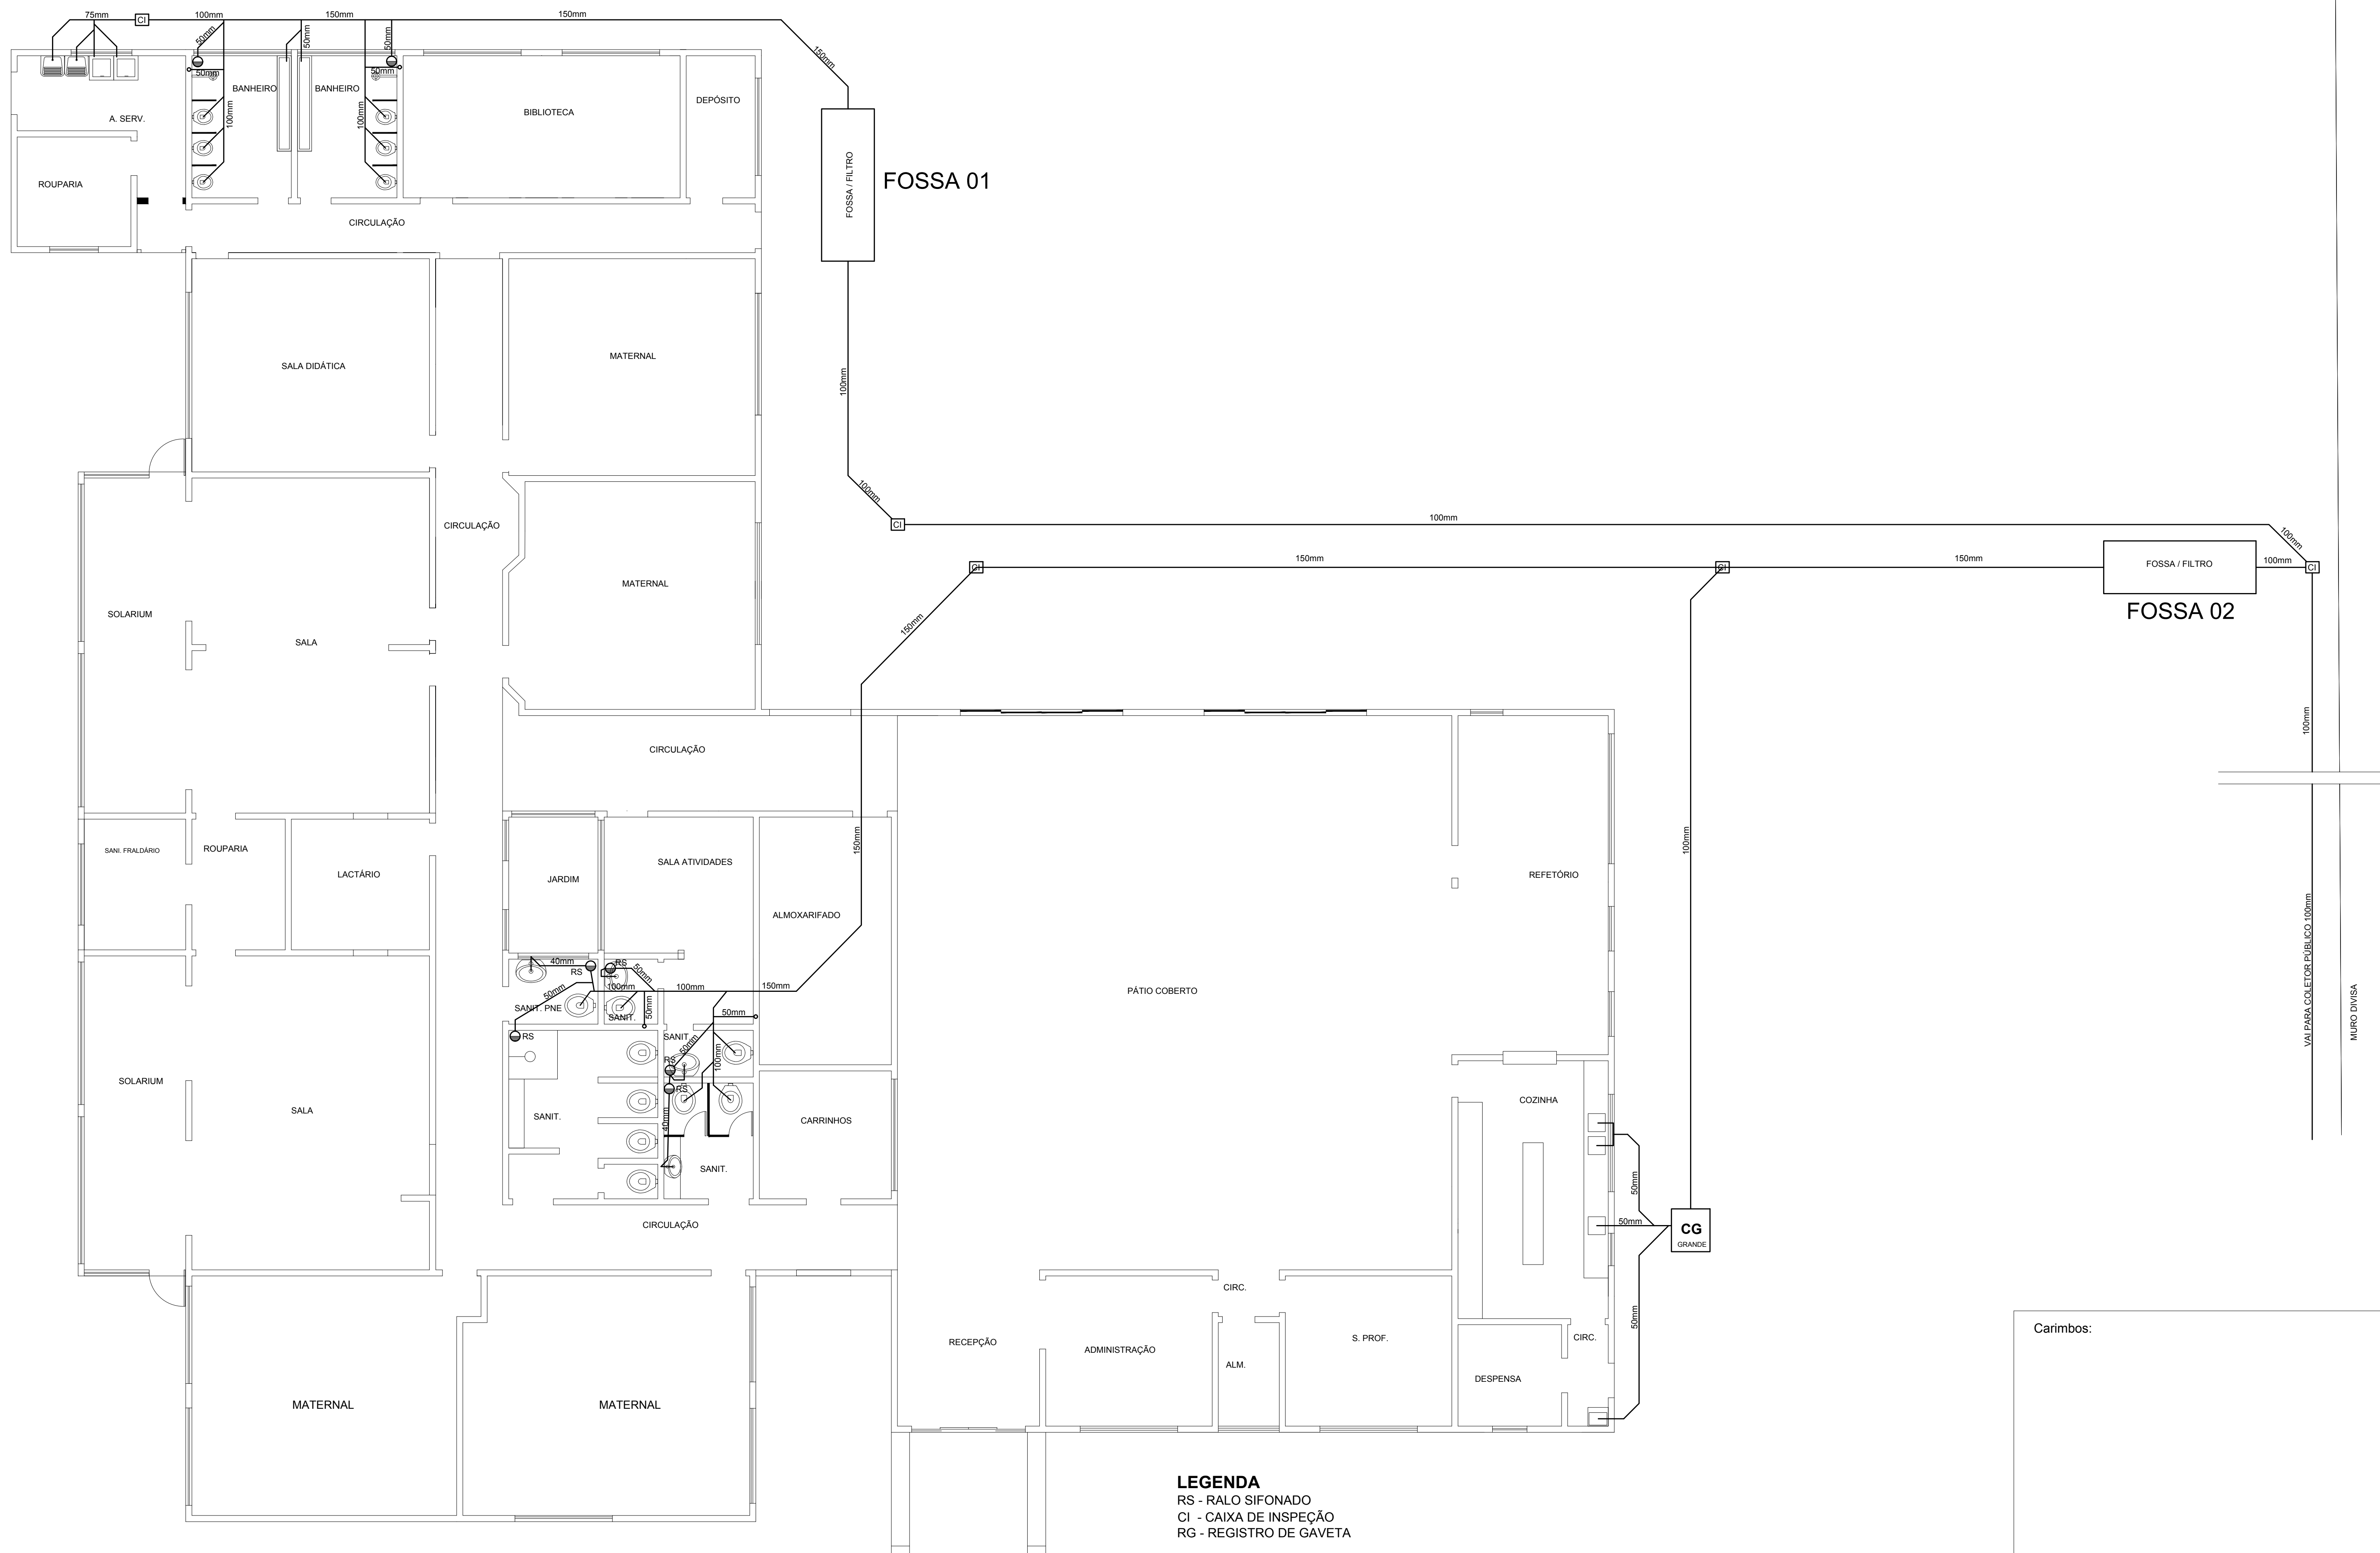 75mm
CI
100mm
150mm
150mm
50mm
50mm
50mm
150mm
50mm
50mm
BANHEIRO
BANHEIRO
DEPÓSITO
100mm
100mm
BIBLIOTECA
A. SERV.
FOSSA / FILTRO
FOSSA 01
ROUPARIA
CIRCULAÇÃO
SALA DIDÁTICA
MATERNAL
100mm
100mm
CI
100mm
CIRCULAÇÃO
100mm
CI
150mm
CI
150mm
FOSSA / FILTRO
100mm
CI
FOSSA 02
MATERNAL
SOLARIUM
150mm
SALA
100mm
CIRCULAÇÃO
150mm
100mm
SANI. FRALDÁRIO
ROUPARIA
LACTÁRIO
JARDIM
SALA ATIVIDADES
REFETÓRIO
ALMOXARIFADO
VAI PARA COLETOR PÚBLICO 100mm
MURO DIVISA
40mm
RS
RS
50mm
50mm
100mm
100mm
150mm
PÁTIO COBERTO
SANIT. PNE
SANIT.
50mm
50mm
RS
SANIT.
50mm
RS
100mm
RS
SOLARIUM
SALA
SANIT.
40mm
CARRINHOS
COZINHA
SANIT.
50mm
50mm
CG
GRANDE
CIRCULAÇÃO
CIRC.
RECEPÇÃO
ADMINISTRAÇÃO
ALM.
S. PROF.
CIRC.
50mm
DESPENSA
Carimbos:
MATERNAL
MATERNAL
LEGENDA
RS - RALO SIFONADO
CI - CAIXA DE INSPEÇÃO
RG - REGISTRO DE GAVETA